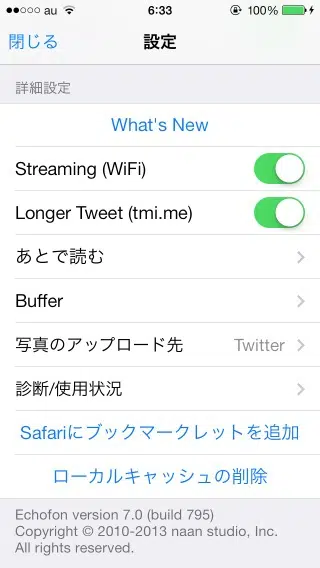 au 6:33 100%
閉じる 設定
詳細設定
What's New
Streaming (WiFi)
Longer Tweet (tmi.me)
あとで読む
Buffer
写真のアップロード先 Twitter
診断/使用状況
Safariにブックマークレットを追加
ローカルキャッシュの削除
Echofon version 7.0 (build 795)
Copyright © 2010-2013 naan studio, Inc.
All rights reserved.